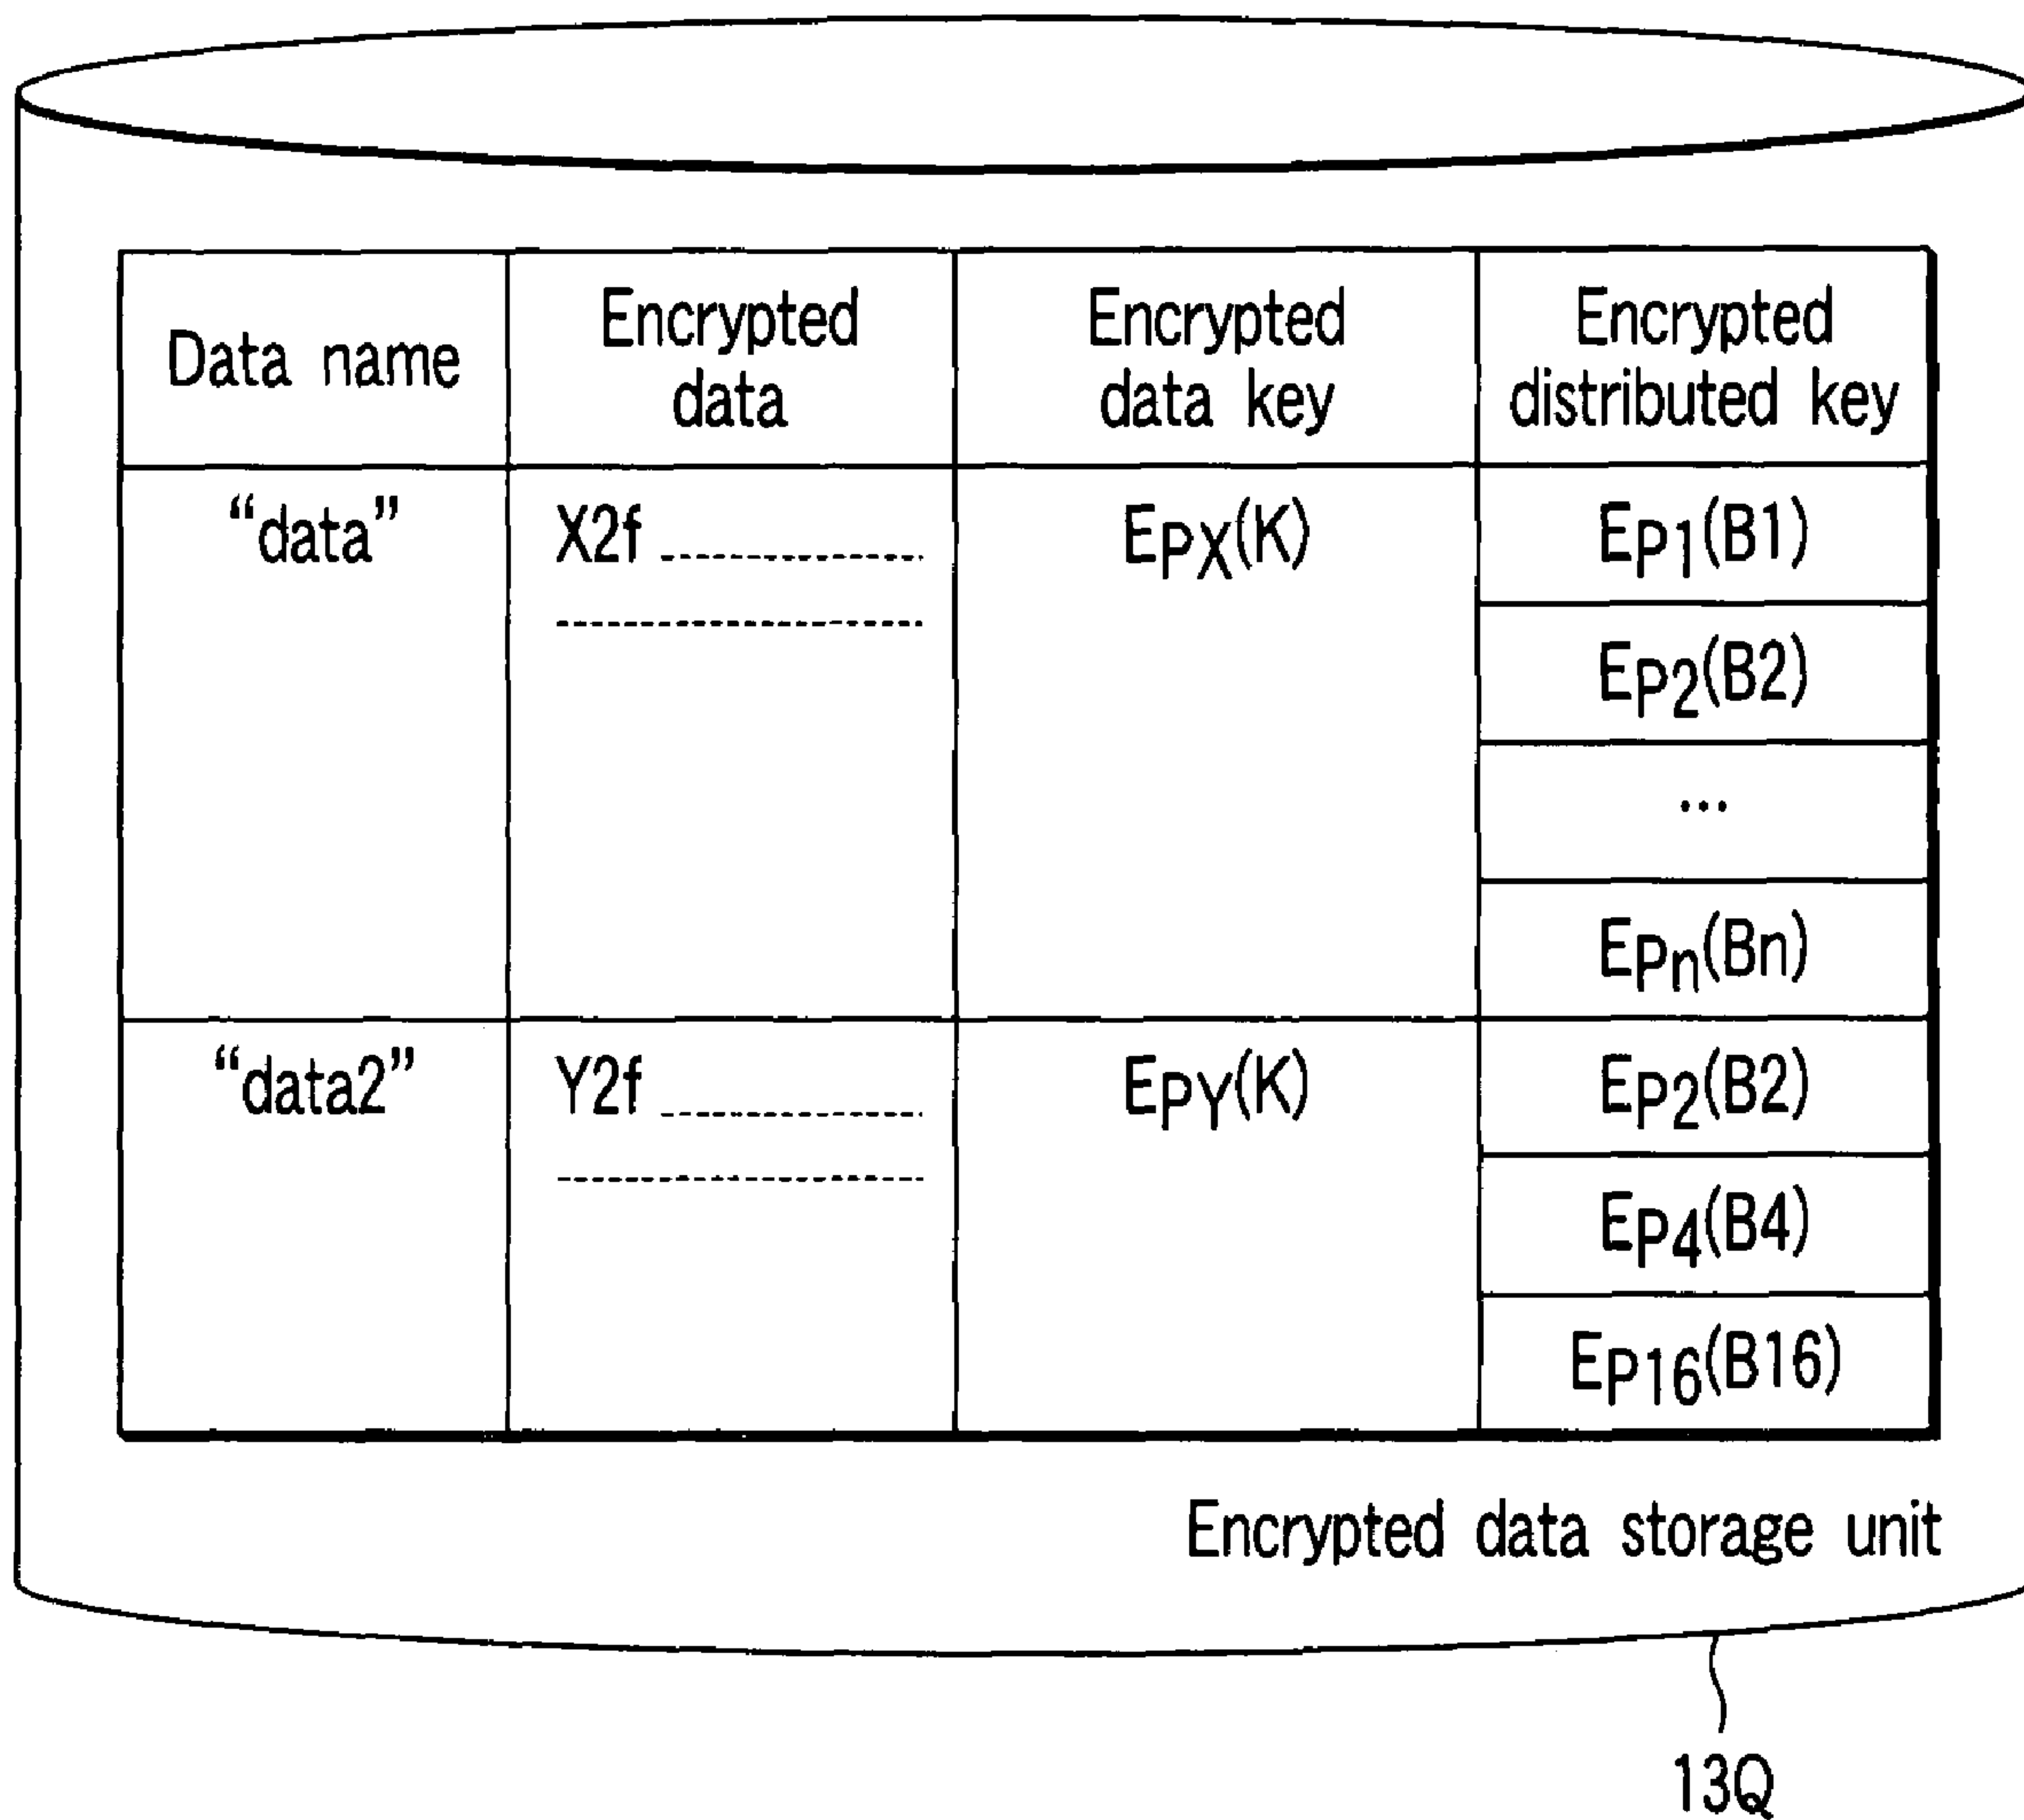 Data name
Encrypted
data
Encrypted
data key
Encrypted
distributed key
“data”
X2f
EPX(K)
EP1(B1)
EP2(B2)
...
EPn(Bn)
“data2”
Y2f
EPY(K)
EP2(B2)
EP4(B4)
EP16(B16)
Encrypted data storage unit
13Q